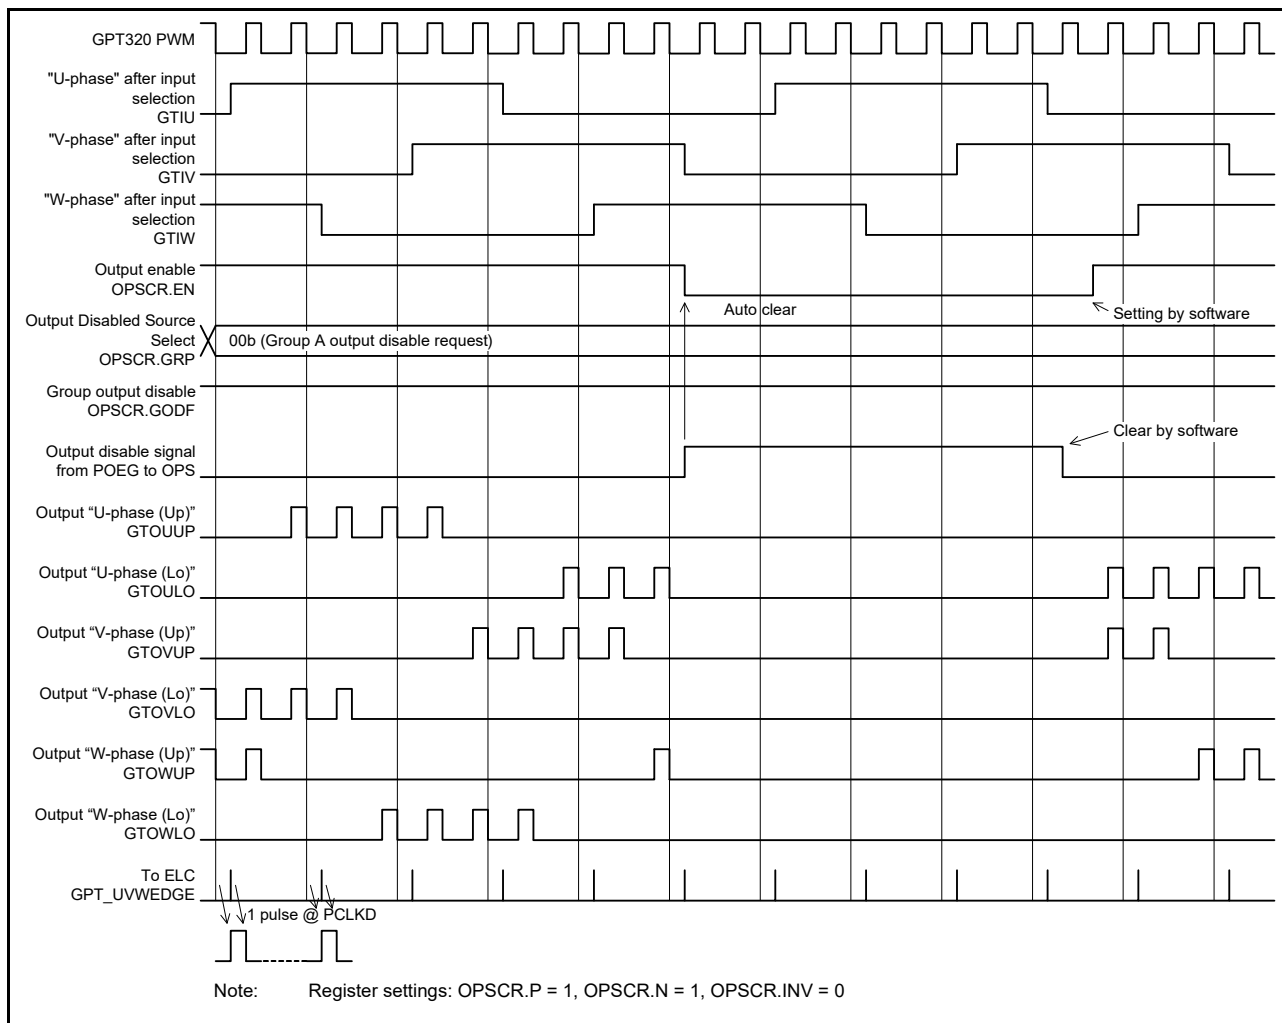 GPT320 PWM
"U-phase" after input
selection
GTIU
"V-phase" after input
selection
GTIV
"W-phase" after input
selection
GTIW
Output enable
OPSCR.EN
Auto clear
Setting by software
Output Disabled Source
Select
OPSCR.GRP
00b (Group A output disable request)
Group output disable
OPSCR.GODF
Clear by software
Output disable signal
from POEG to OPS
Output “U-phase (Up)”
GTOUUP
Output “U-phase (Lo)”
GTOULO
Output “V-phase (Up)”
GTOVUP
Output “V-phase (Lo)”
GTOVLO
Output “W-phase (Up)”
GTOWUP
Output “W-phase (Lo)”
GTOWLO
To ELC
GPT_UVWEDGE
1 pulse @ PCLKD
Note: Register settings: OPSCR.P = 1, OPSCR.N = 1, OPSCR.INV = 0